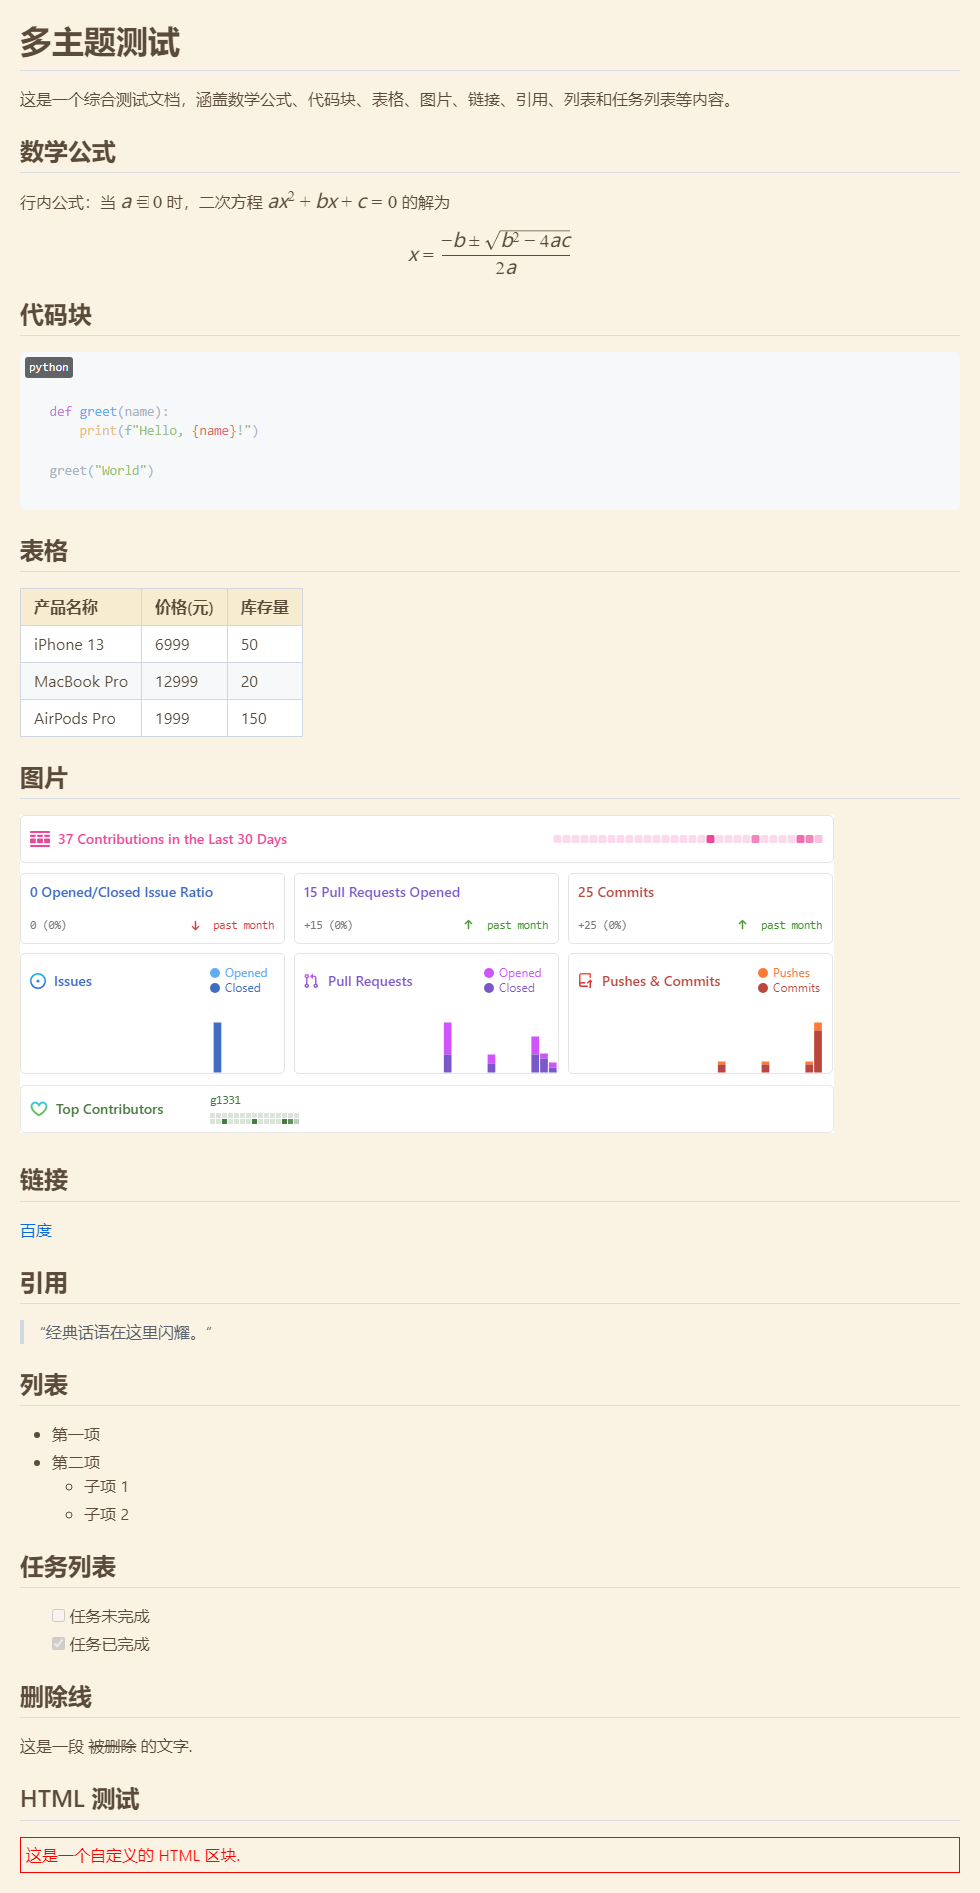 多主题测试
这是一个综合测试文档，涵盖数学公式、代码块、表格、图片、链接、引用、列表和任务列表等内容。
数学公式
行内公式：当 a ≡ 0 时，二次方程 ax² + bx + c = 0 的解为
x = (−b ± √(b² − 4ac)) / 2a
代码块
python
def greet(name):
    print(f"Hello, {name}!")
greet("World")
表格
产品名称 价格(元) 库存量
iPhone 13 6999 50
MacBook Pro 12999 20
AirPods Pro 1999 150
图片
37 Contributions in the Last 30 Days
0 Opened/Closed Issue Ratio 15 Pull Requests Opened 25 Commits
0 (0%) ↓ past month +15 (0%) ↑ past month +25 (0%) ↑ past month
Issues Opened Closed Pull Requests Opened Closed Pushes & Commits Pushes Commits
Top Contributors g1331
链接
百度
引用
“经典话语在这里闪耀。”
列表
• 第一项
• 第二项
◦ 子项 1
◦ 子项 2
任务列表
任务未完成
任务已完成
删除线
这是一段 被删除 的文字.
HTML 测试
这是一个自定义的 HTML 区块.